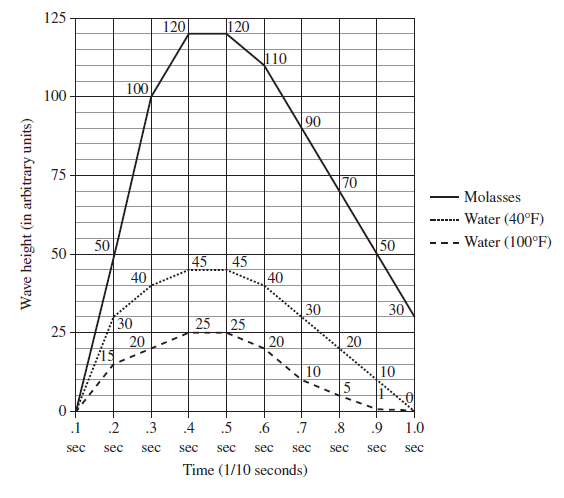 125
120 120
110
100
100
90
75
70
Molasses
Water (40°F)
Water (100°F)
50
50 50
45 45
40 40
30 30 30
25
25 25
20 20 20
15
10 10
5
1
0
0
.1 .2 .3 .4 .5 .6 .7 .8 .9 1.0
sec sec sec sec sec sec sec sec sec sec
Time (1/10 seconds)
Wave height (in arbitrary units)